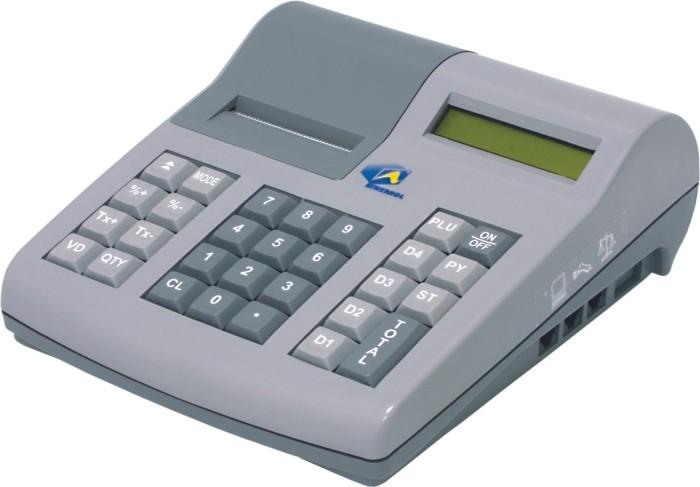 TREMOL
MODE
%+ %-
Tx+ Tx-
VD QTY
7 8 9
4 5 6
1 2 3
CL 0 .
PLU ON/OFF
D4 PY
D3 ST
D2
D1 TOTAL